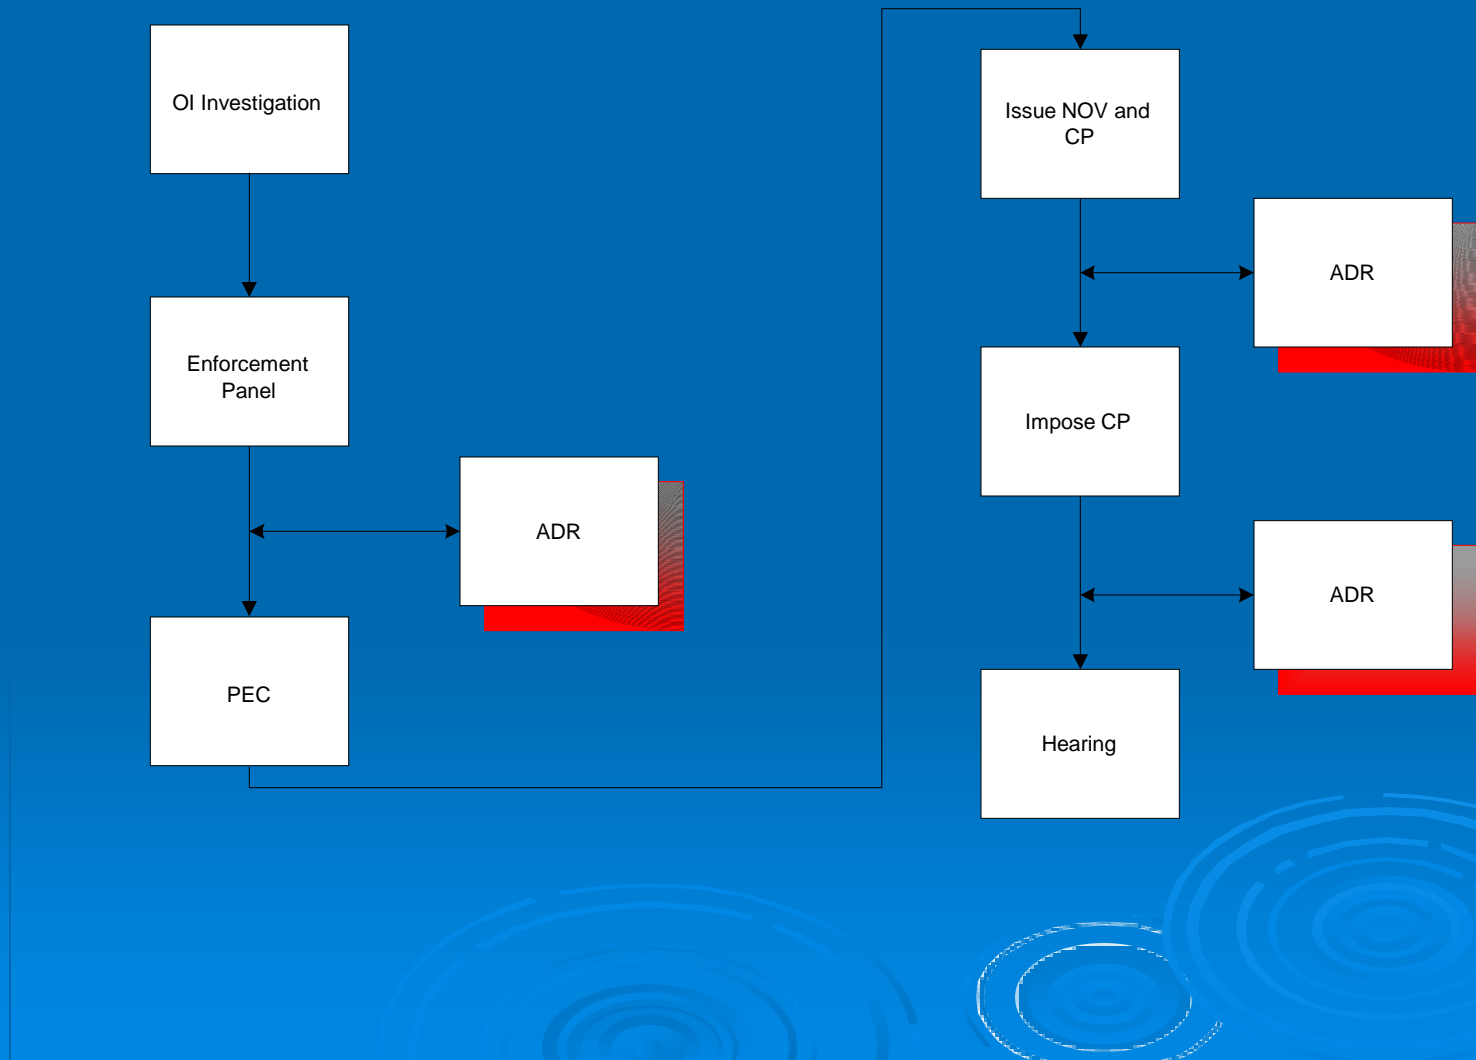 OI Investigation
Enforcement
Panel
ADR
PEC
Issue NOV and
CP
ADR
Impose CP
ADR
Hearing